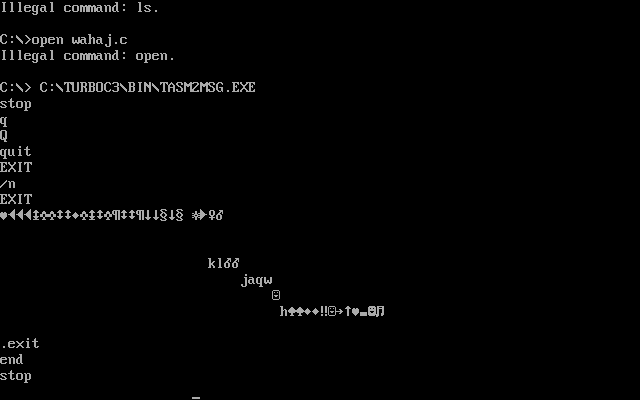 Illegal command: ls.
C:\>open wahaj.c
Illegal command: open.
C:\> C:\TURBOC3\BIN\TASM2MSG.EXE
stop
q
Q
quit
EXIT
/n
EXIT
kl♂♂
jaqw
☺
.exit
end
stop